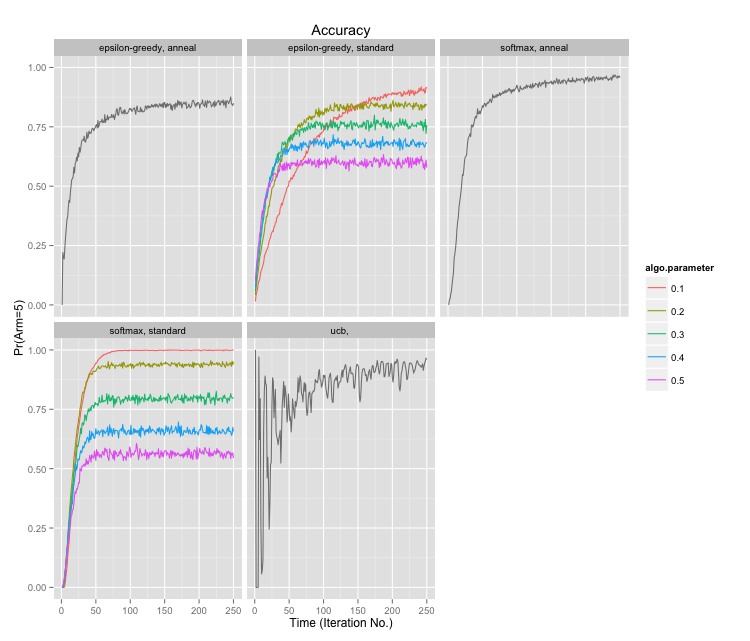 Accuracy
epsilon-greedy, anneal
epsilon-greedy, standard
softmax, anneal
1.00
0.75
0.50
0.25
0.00
softmax, standard
ucb,
1.00
0.75
0.50
0.25
0.00
0 50 100 150 200 250
0 50 100 150 200 250
Time (Iteration No.)
Pr(Arm=5)
algo.parameter
0.1
0.2
0.3
0.4
0.5